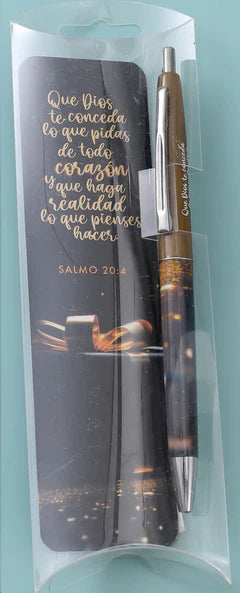 Que Dios
te conceda
lo que pidas
de todo
corazón
y que haga
realidad
lo que pienses
hacer.
SALMO 20:4
Que Dios te conceda